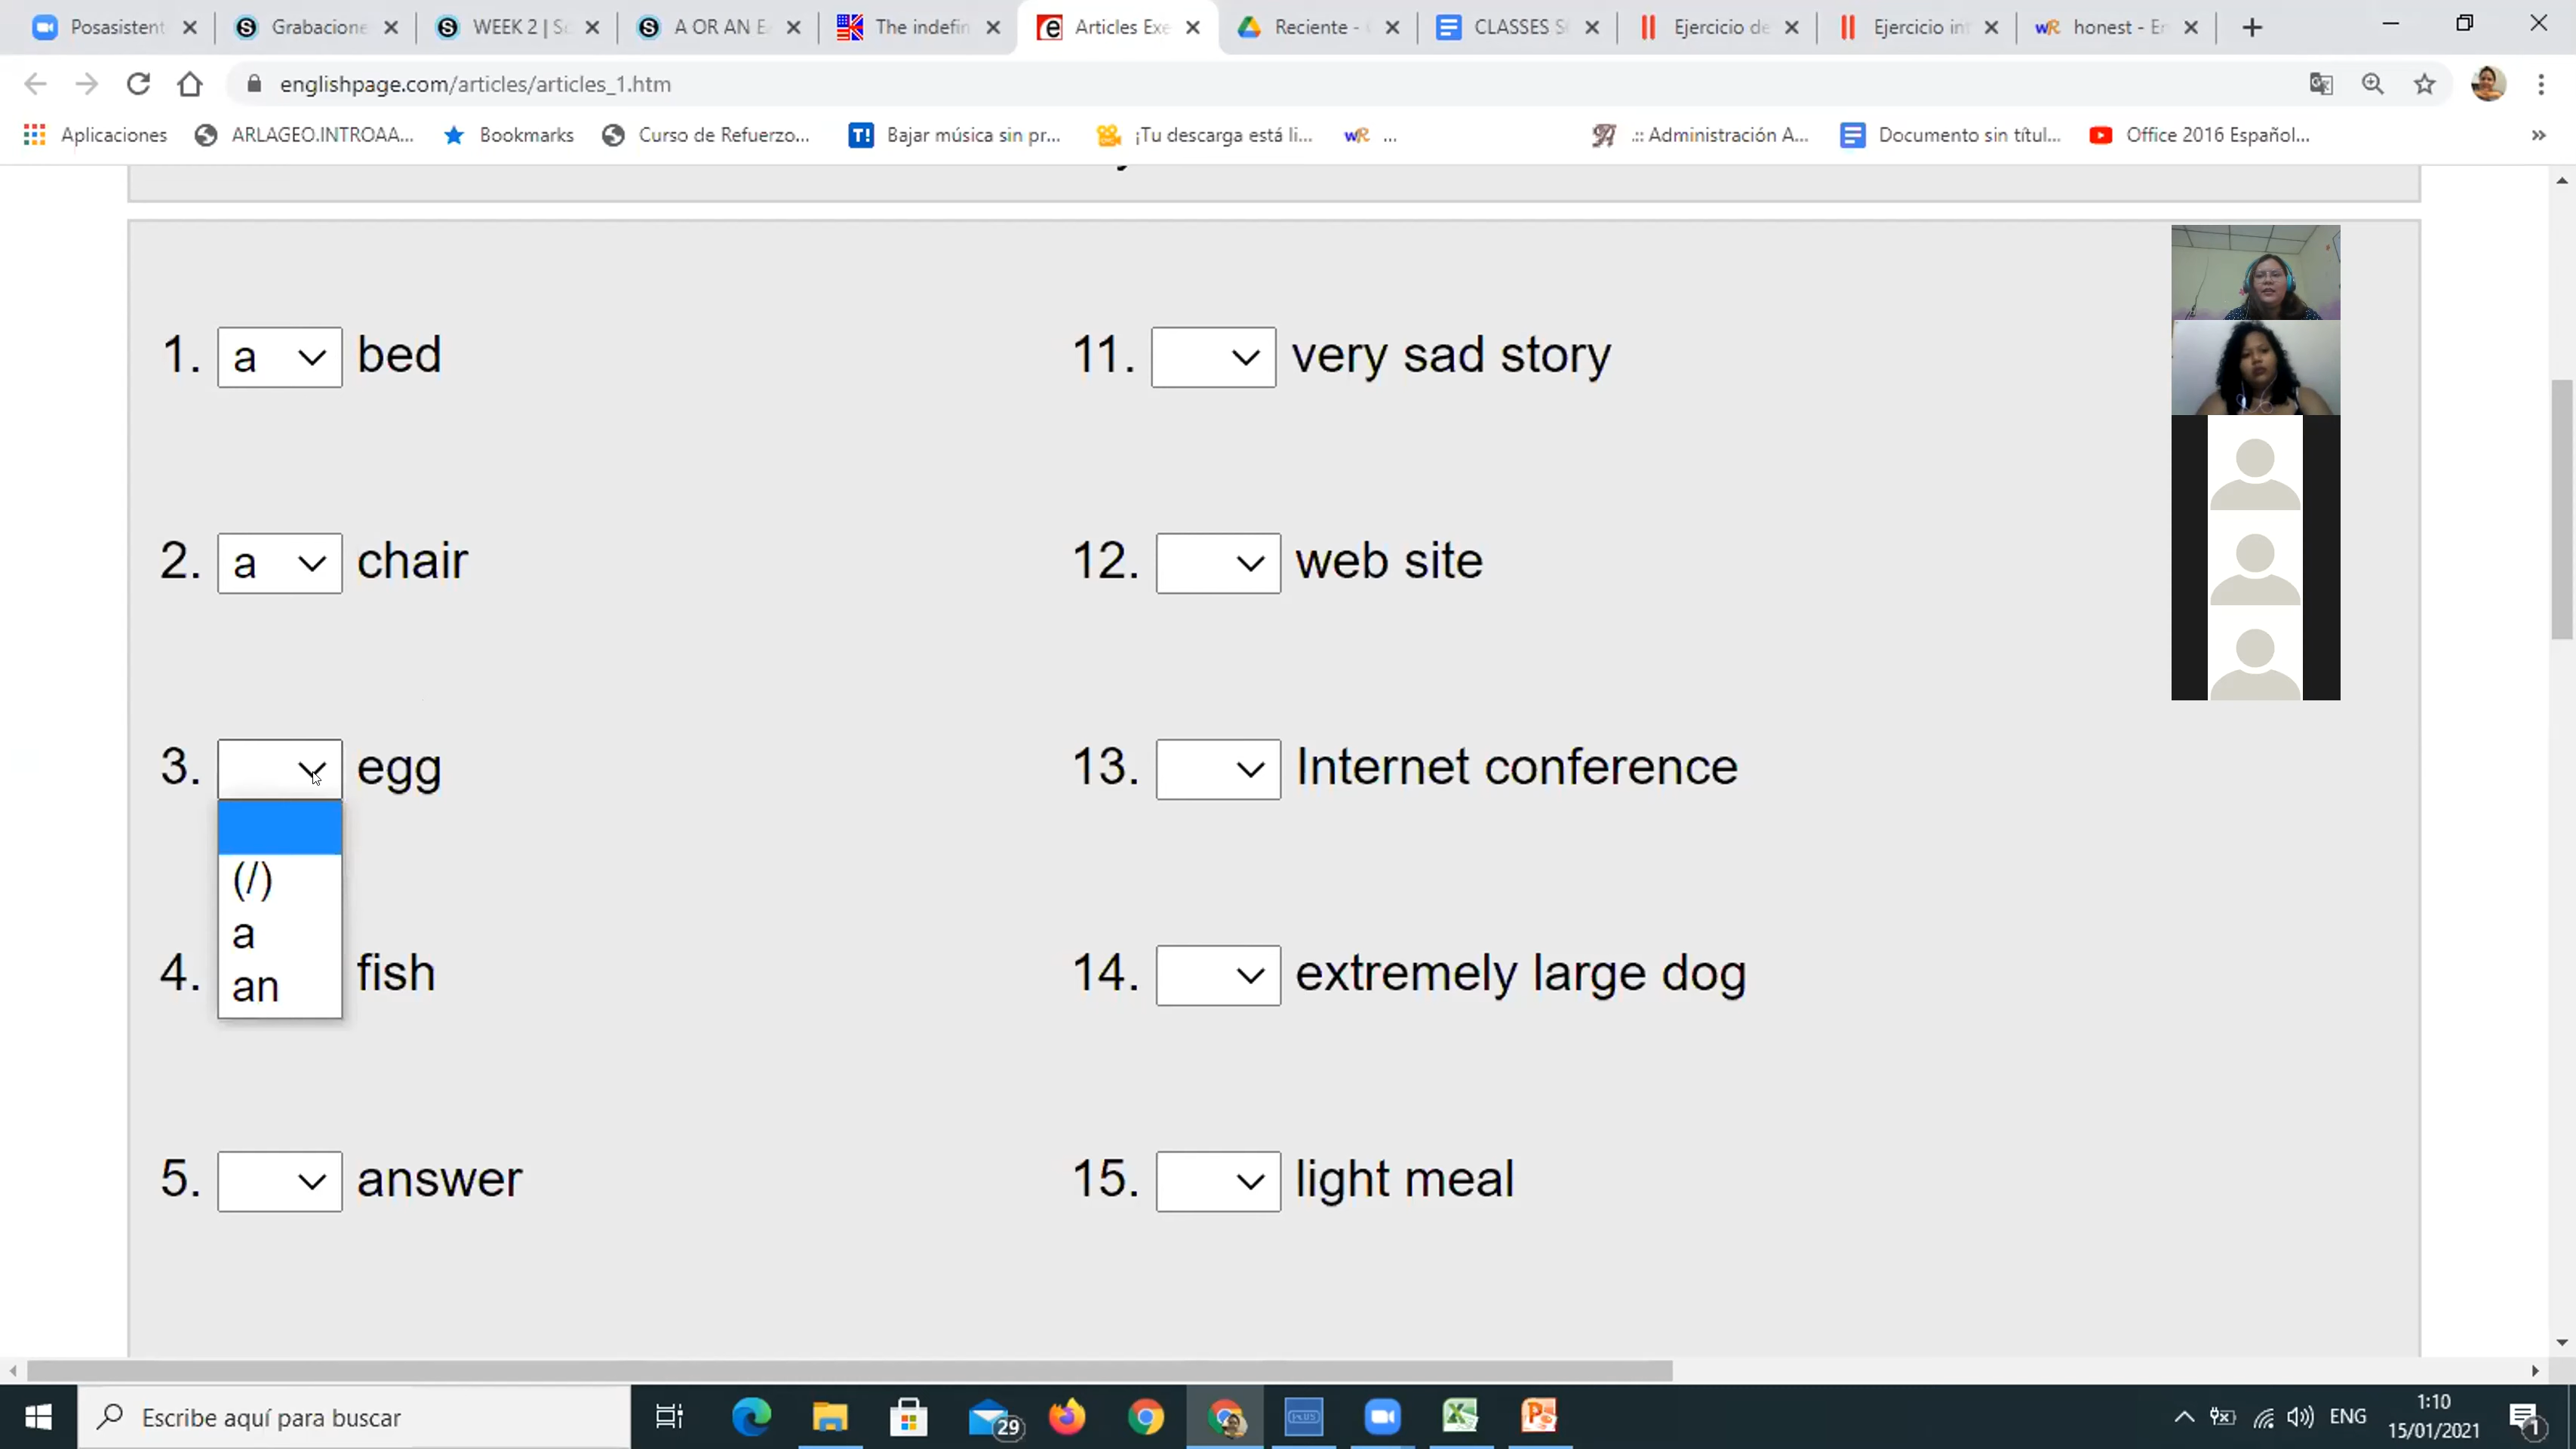 Posasistent
Grabacione
WEEK 2 | S
A OR AN E
The indefin
Articles Exe
Reciente -
CLASSES S
Ejercicio de
Ejercicio in
honest - E
englishpage.com/articles/articles_1.htm
Aplicaciones
ARLAGEO.INTROAA...
Bookmarks
Curso de Refuerzo...
Bajar música sin pr...
¡Tu descarga está li...
...
.:: Administración A...
Documento sin títul...
Office 2016 Español...
»
1. a bed
2. a chair
3. egg
(/)
a
an
4. fish
5. answer
11. very sad story
12. web site
13. Internet conference
14. extremely large dog
15. light meal
Escribe aquí para buscar
29
ENG
1:10
15/01/2021
1